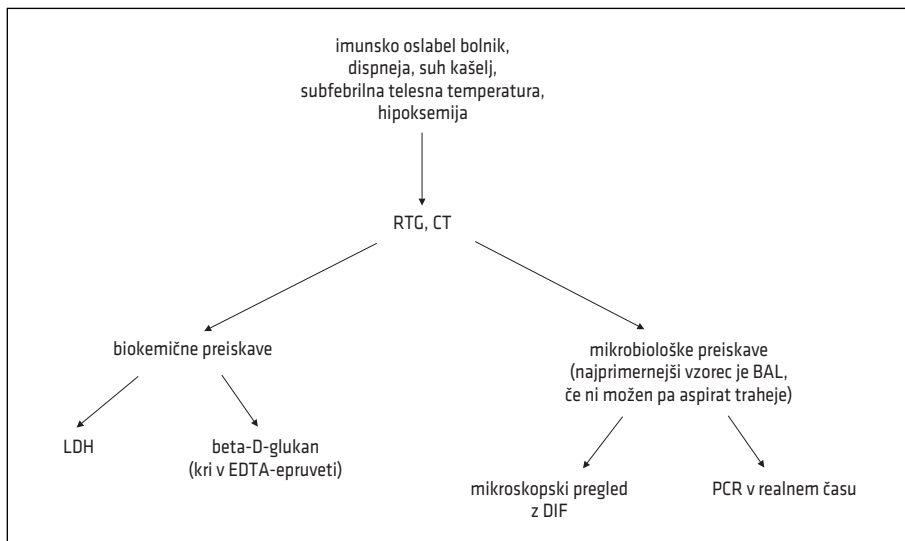 imunsko oslabel bolnik,
dispneja, suh kašelj,
subfebrilna telesna temperatura,
hipoksemija
RTG, CT
biokemične preiskave
mikrobiološke preiskave
(najprimernejši vzorec je BAL,
če ni možen pa aspirat traheje)
LDH
beta-D-glukan
(kri v EDTA-epruveti)
mikroskopski pregled
z DIF
PCR v realnem času